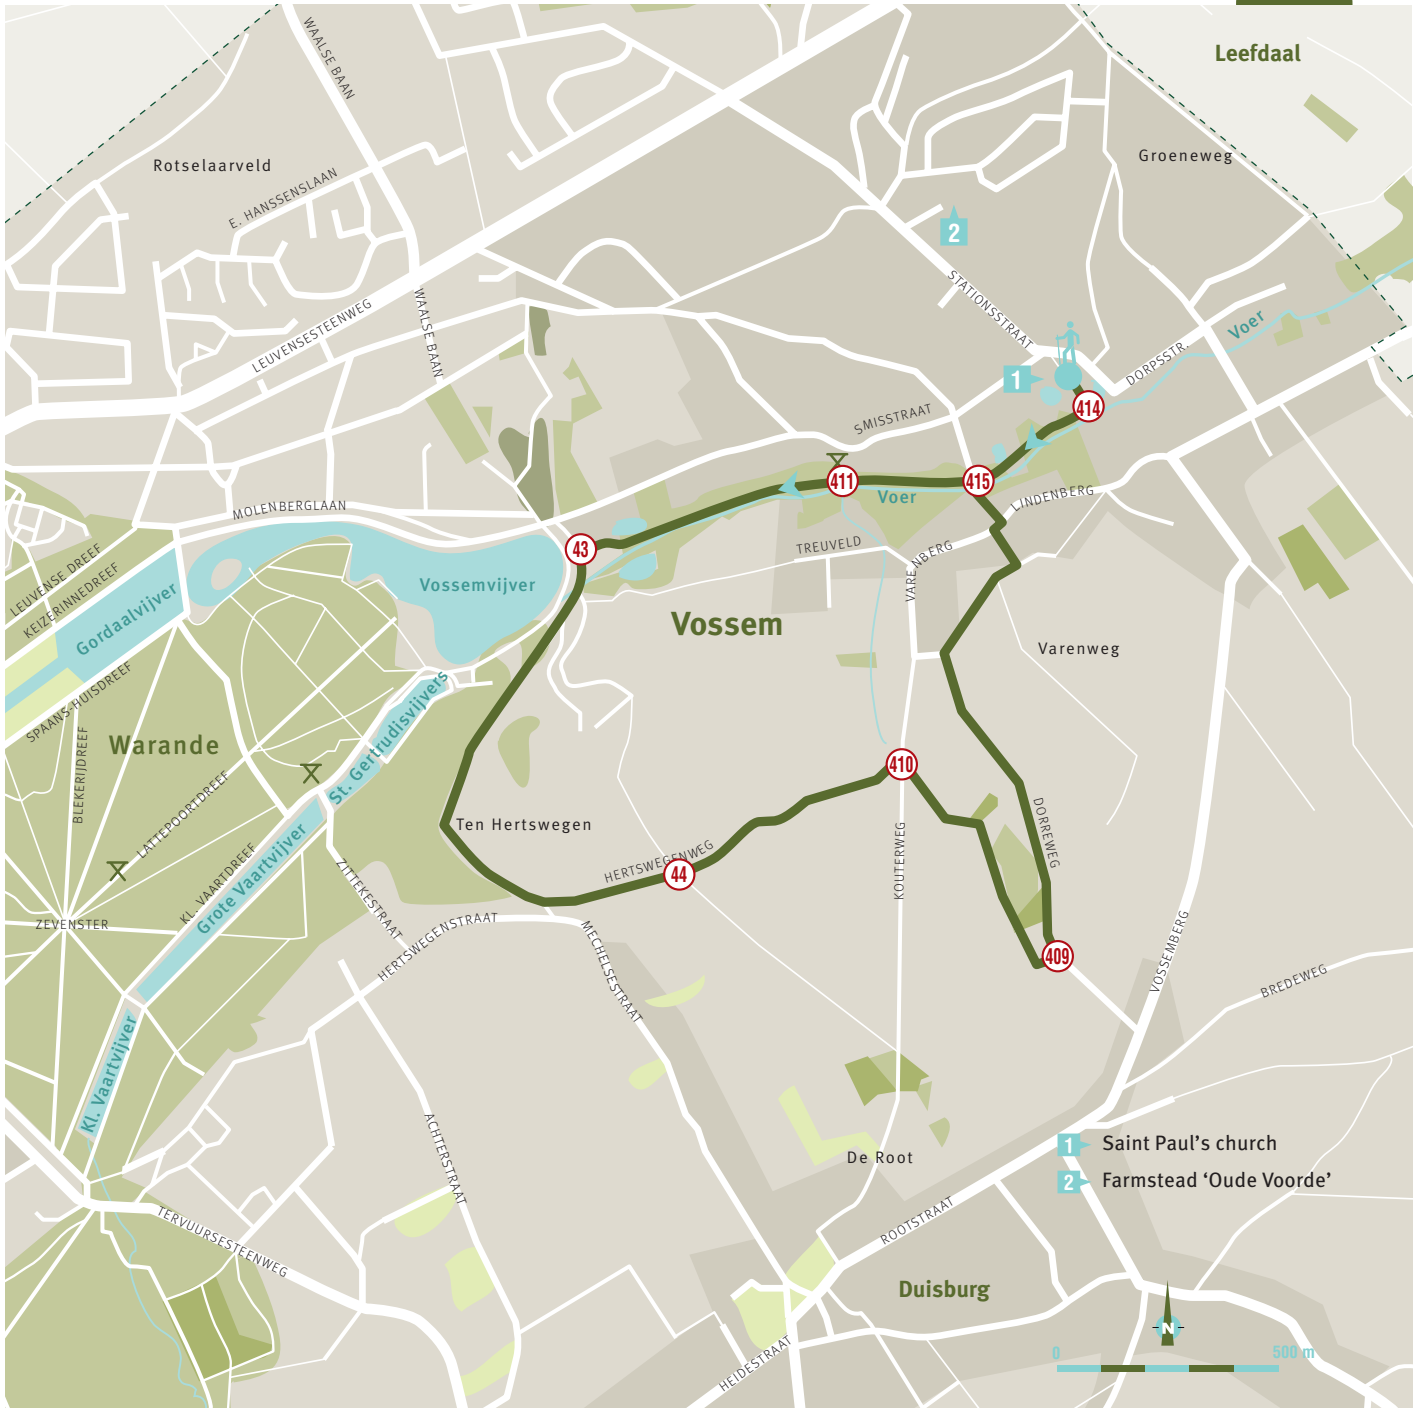 Leefdaal
WAALSE BAAN
Rotselaarveld
Groeneweg
E. HANSSENSLAAN
2
STATIONSSTRAAT
WAALSE BAAN
LEUVENSESTEENWEG
Voer
DORPSSTR.
1
414
SMISSTRAAT
411
415
Voer
LINDENBERG
MOLENBERGLAAN
43
TREUVELD
VARENBERG
LEUVENSE DREEF
KEIZERINNEDREEF
Gordaalvijver
Vossemvijver
Vossem
Varenweg
SPAANS-HUISDREEF
St. Gertrudisvijvers
Warande
BLEKERIJDREEF
410
LATTEPOORTDREEF
Ten Hertswegen
DORREWEG
KOUTERWEG
HERTSWEGENWEG
44
KL. VAARTDREEF
Grote Vaartvijver
ZITTEKESTRAAT
ZEVENSTER
HERTSWEGENSTRAAT
MECHELSESTRAAT
409
VOSSEMBERG
BREDEWEG
Kl. Vaartvijver
ACHTERSTRAAT
De Root
1 Saint Paul’s church
2 Farmstead ‘Oude Voorde’
ROOTSTRAAT
TERVUURSESTEENWEG
Duisburg
N
HEIDESTRAAT
0 500 m